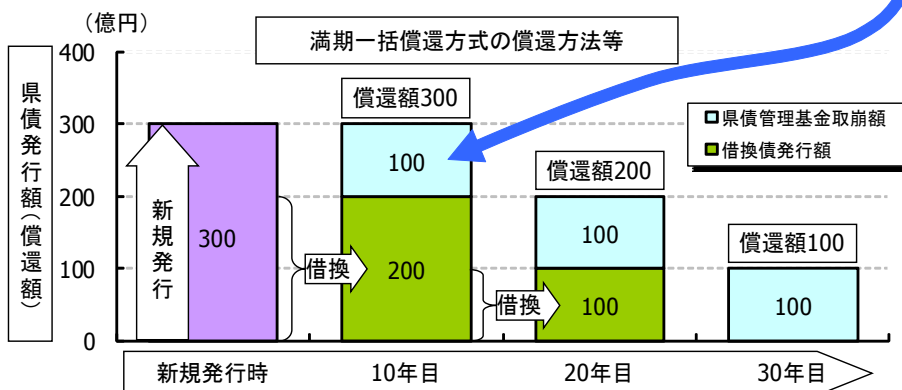 （億円）
満期一括償還方式の償還方法等
県債発行額（償還額）
400
300
200
100
0
償還額300
償還額200
償還額100
県債管理基金取崩額
借換債発行額
新規発行
300
借換
100
200
借換
100
100
100
新規発行時
10年目
20年目
30年目